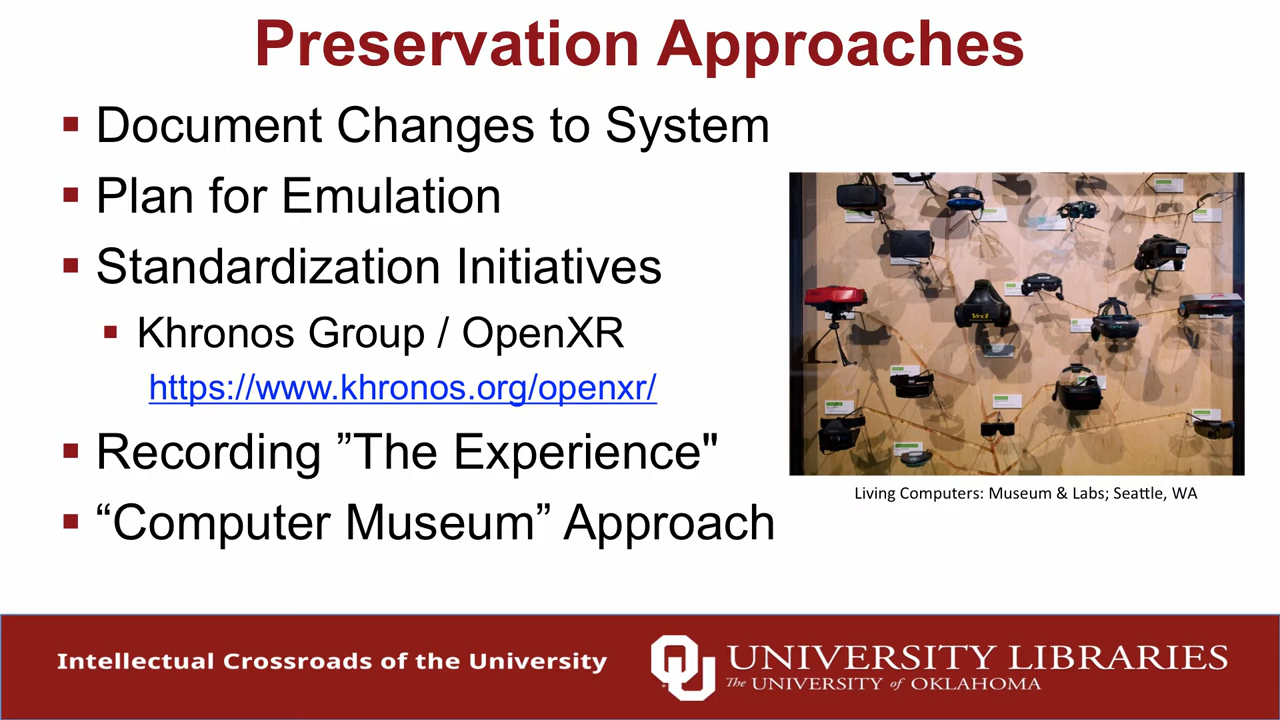 Preservation Approaches
▪ Document Changes to System
▪ Plan for Emulation
▪ Standardization Initiatives
▪ Khronos Group / OpenXR
https://www.khronos.org/openxr/
▪ Recording ”The Experience"
▪ “Computer Museum” Approach
Living Computers: Museum & Labs; Seattle, WA
Intellectual Crossroads of the University
UNIVERSITY LIBRARIES
The UNIVERSITY of OKLAHOMA